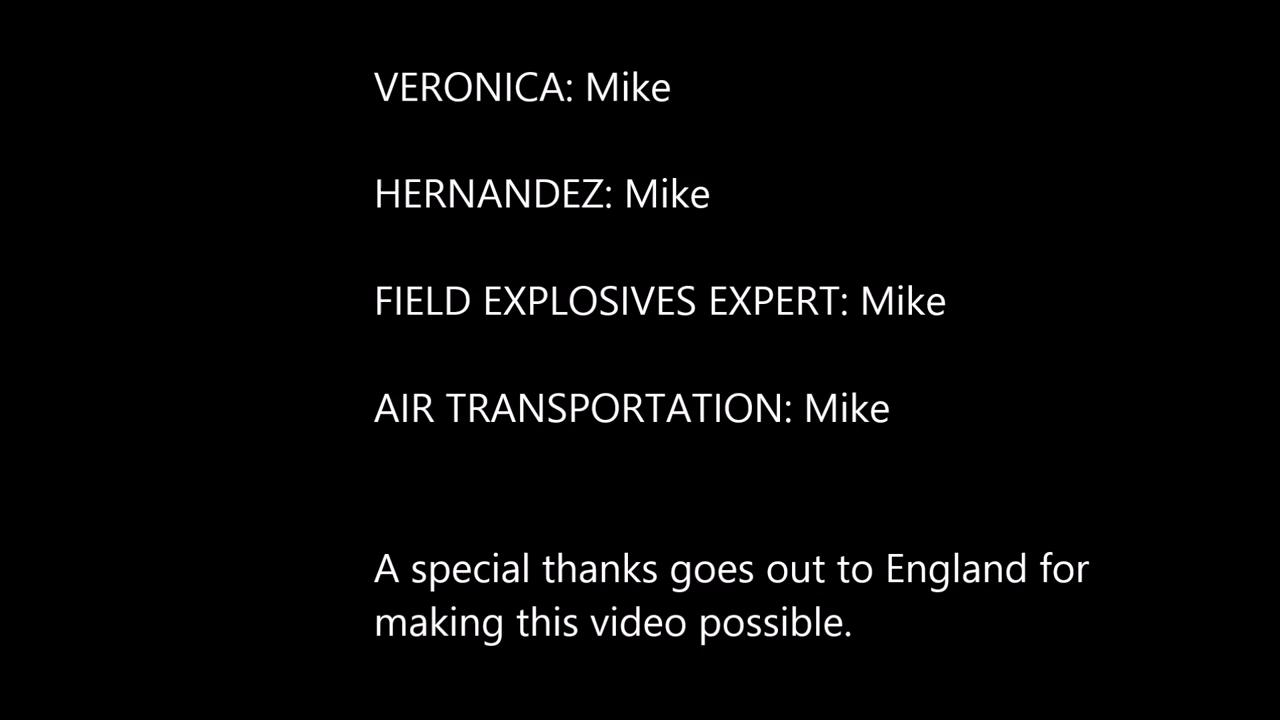 VERONICA: Mike
HERNANDEZ: Mike
FIELD EXPLOSIVES EXPERT: Mike
AIR TRANSPORTATION: Mike
A special thanks goes out to England for
making this video possible.